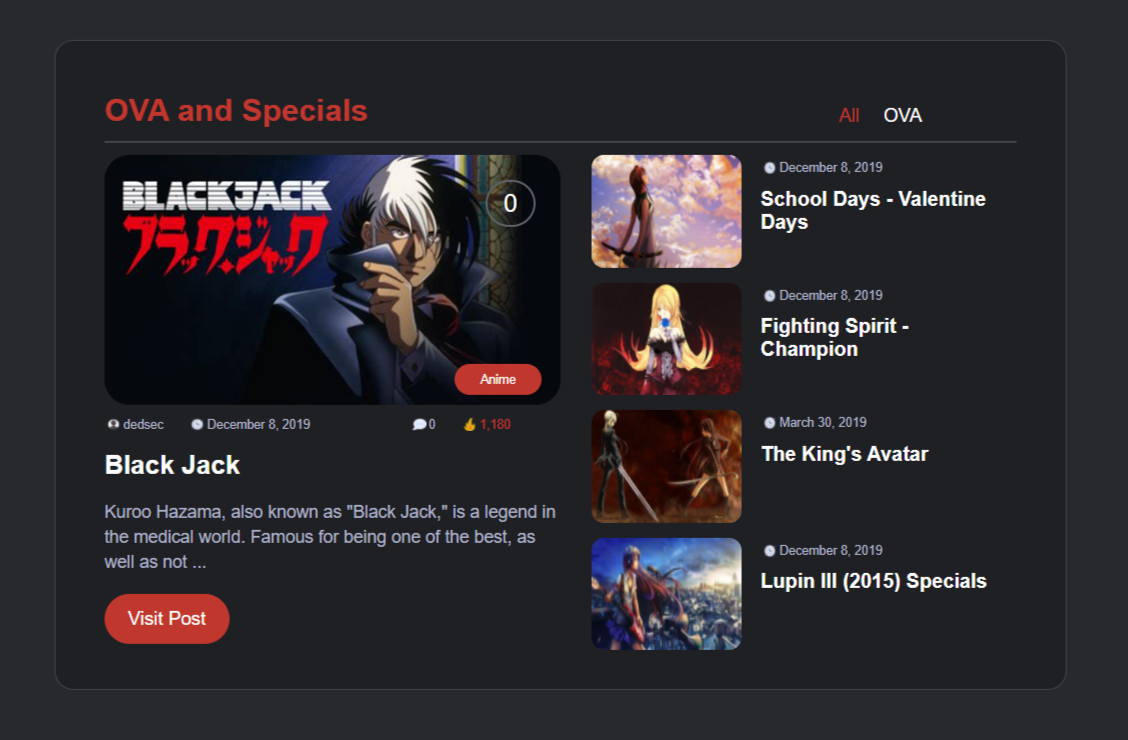 OVA and Specials
All OVA
BLACKJACK
ブラック・ジャック
0
Anime
dedsec December 8, 2019 0 1,180
Black Jack
Kuroo Hazama, also known as "Black Jack," is a legend in
the medical world. Famous for being one of the best, as
well as not ...
Visit Post
December 8, 2019
School Days - Valentine
Days
December 8, 2019
Fighting Spirit -
Champion
March 30, 2019
The King's Avatar
December 8, 2019
Lupin III (2015) Specials